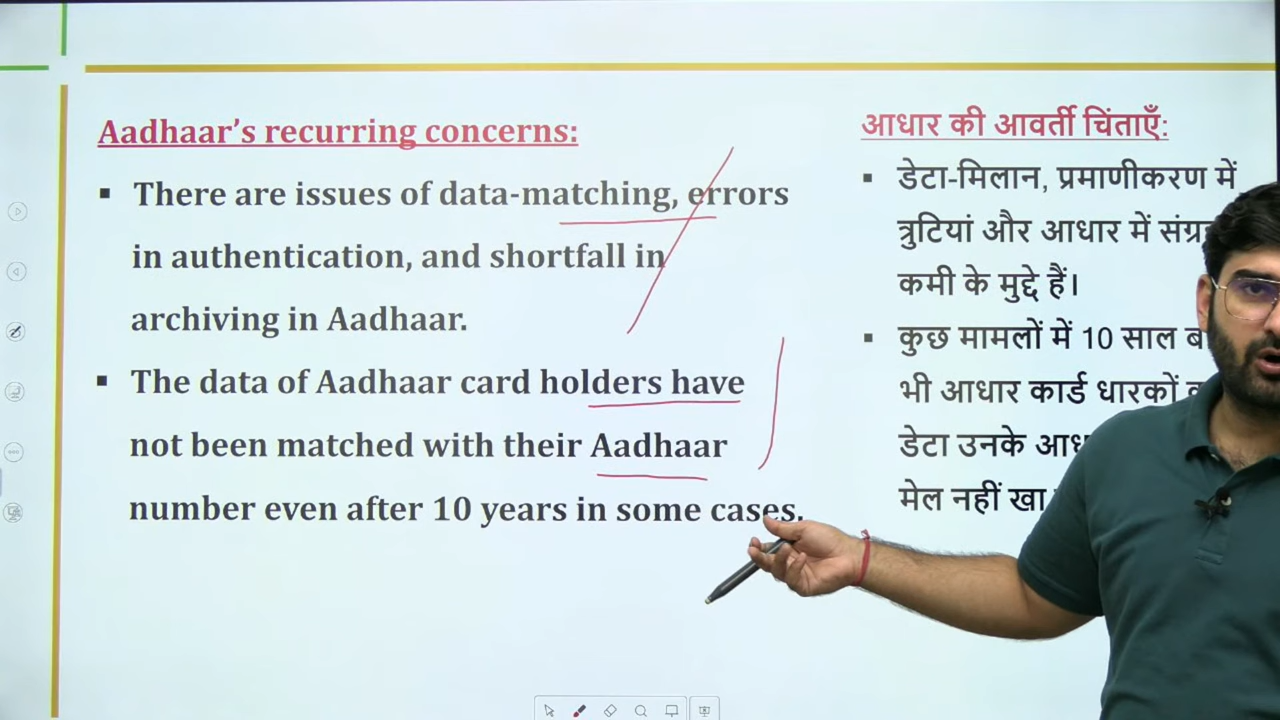 Aadhaar's recurring concerns:
▪ There are issues of data-matching, errors
in authentication, and shortfall in
archiving in Aadhaar.
▪ The data of Aadhaar card holders have
not been matched with their Aadhaar
number even after 10 years in some cases.
आधार की आवर्ती चिंताएँ:
▪ डेटा-मिलान, प्रमाणीकरण में
त्रुटियां और आधार में
कमी के मुद्दे हैं।
▪ कुछ मामलों में 10 साल
भी आधार कार्ड धारकों
डेटा उनके
मेल नहीं खा